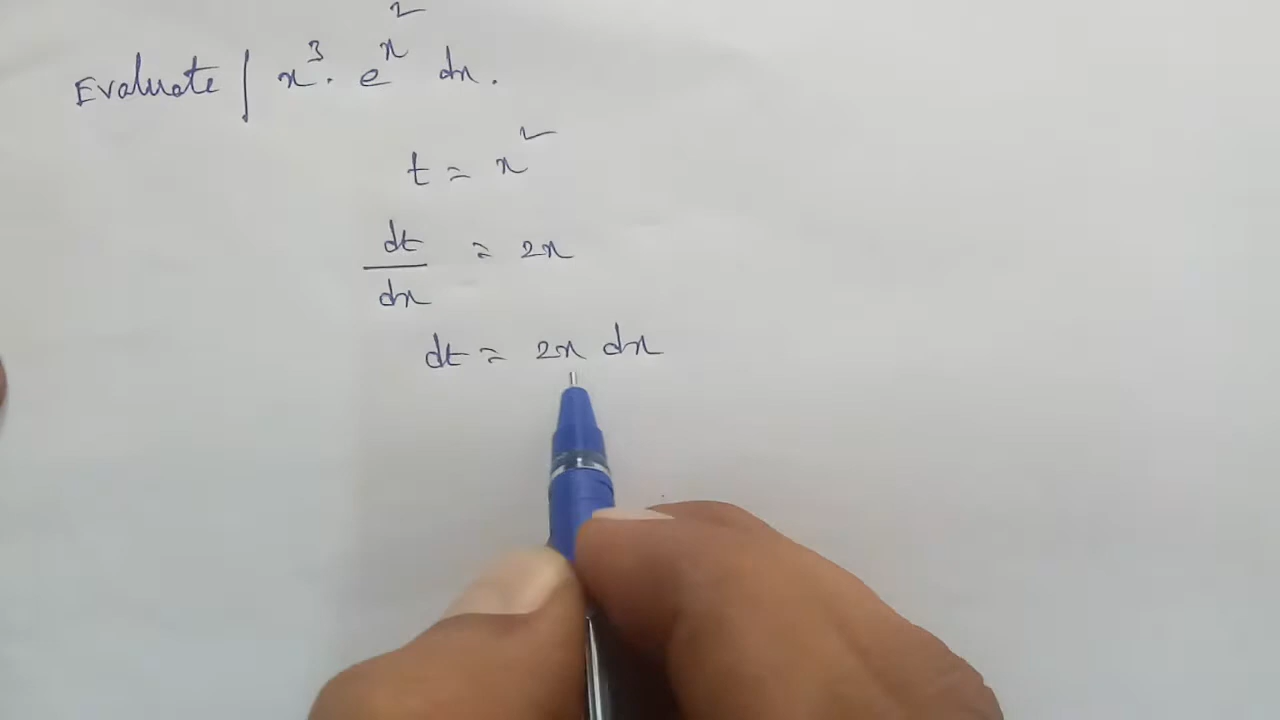 Evaluate ∫ x³. e^x² dx.
t = x²
dt/dx = 2x
dt = 2x dx